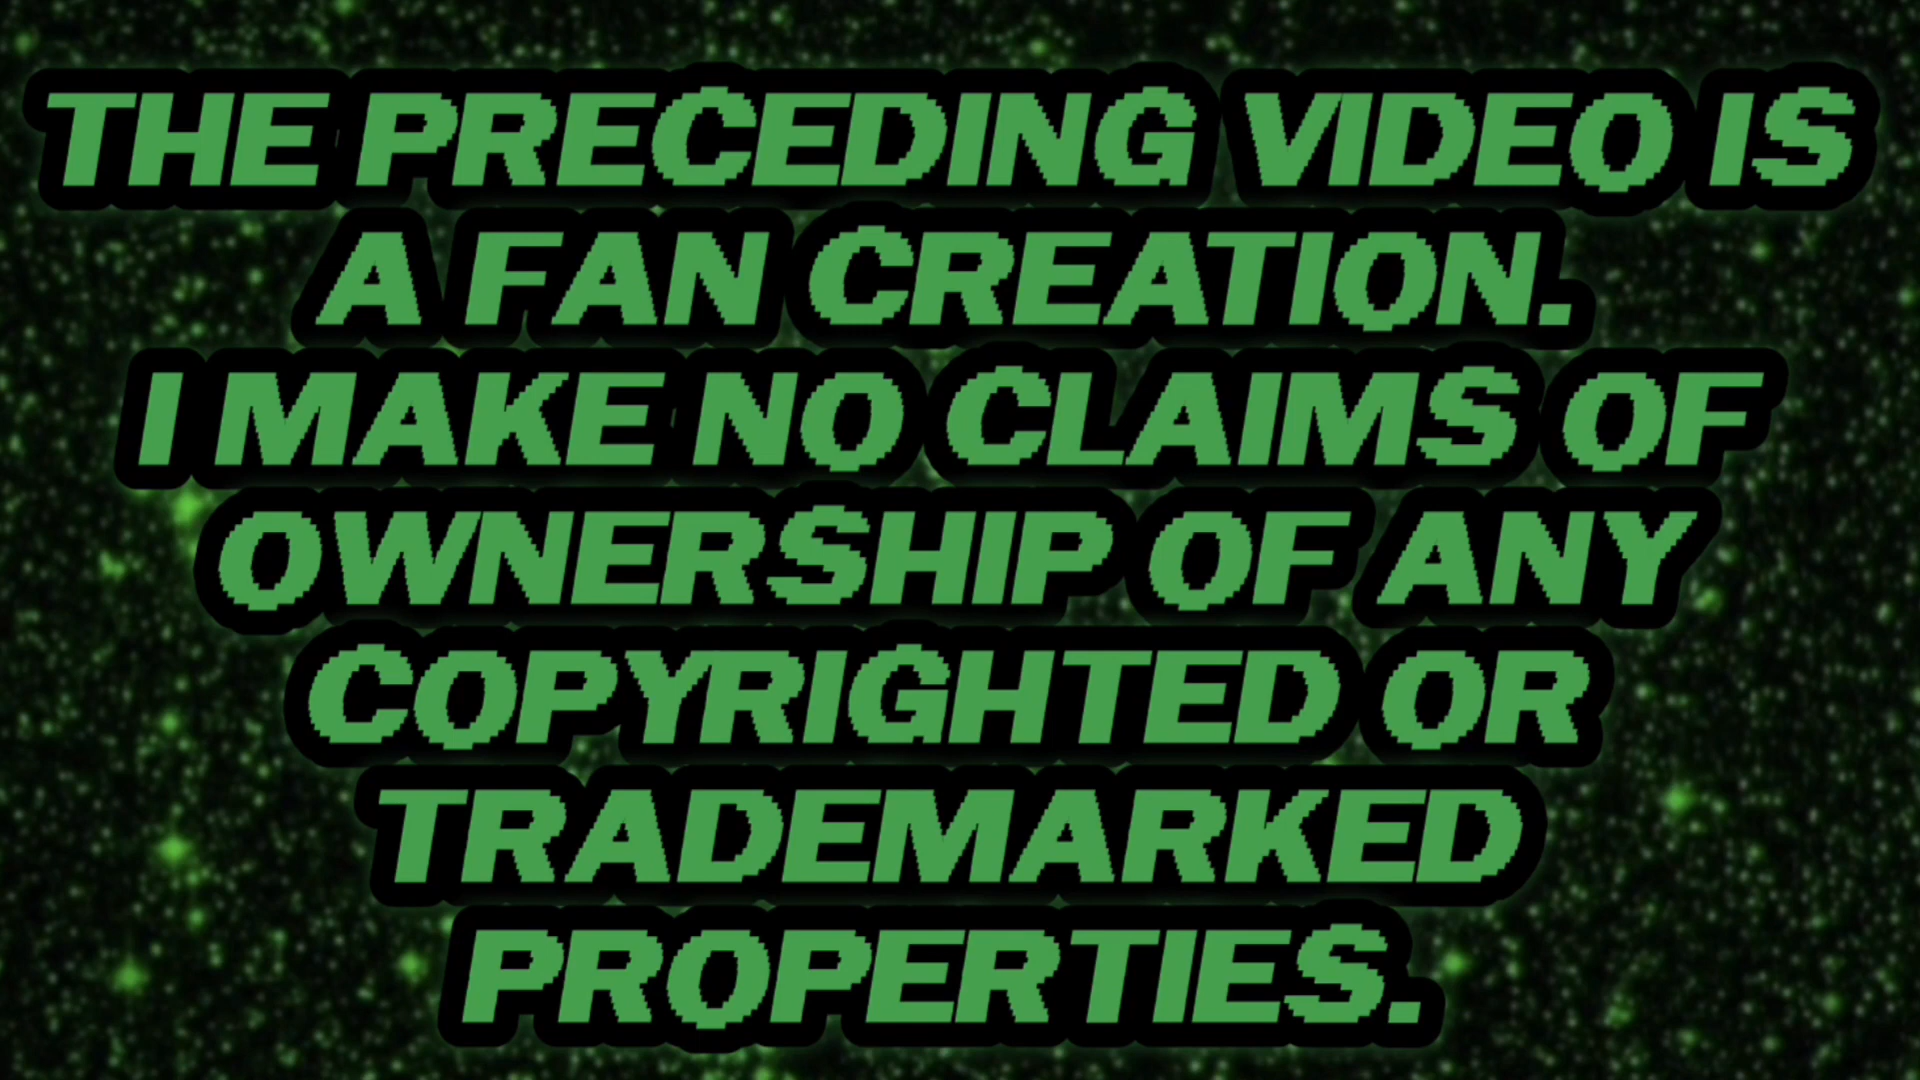 THE PRECEDING VIDEO IS
A FAN CREATION.
I MAKE NO CLAIMS OF
OWNERSHIP OF ANY
COPYRIGHTED OR
TRADEMARKED
PROPERTIES.